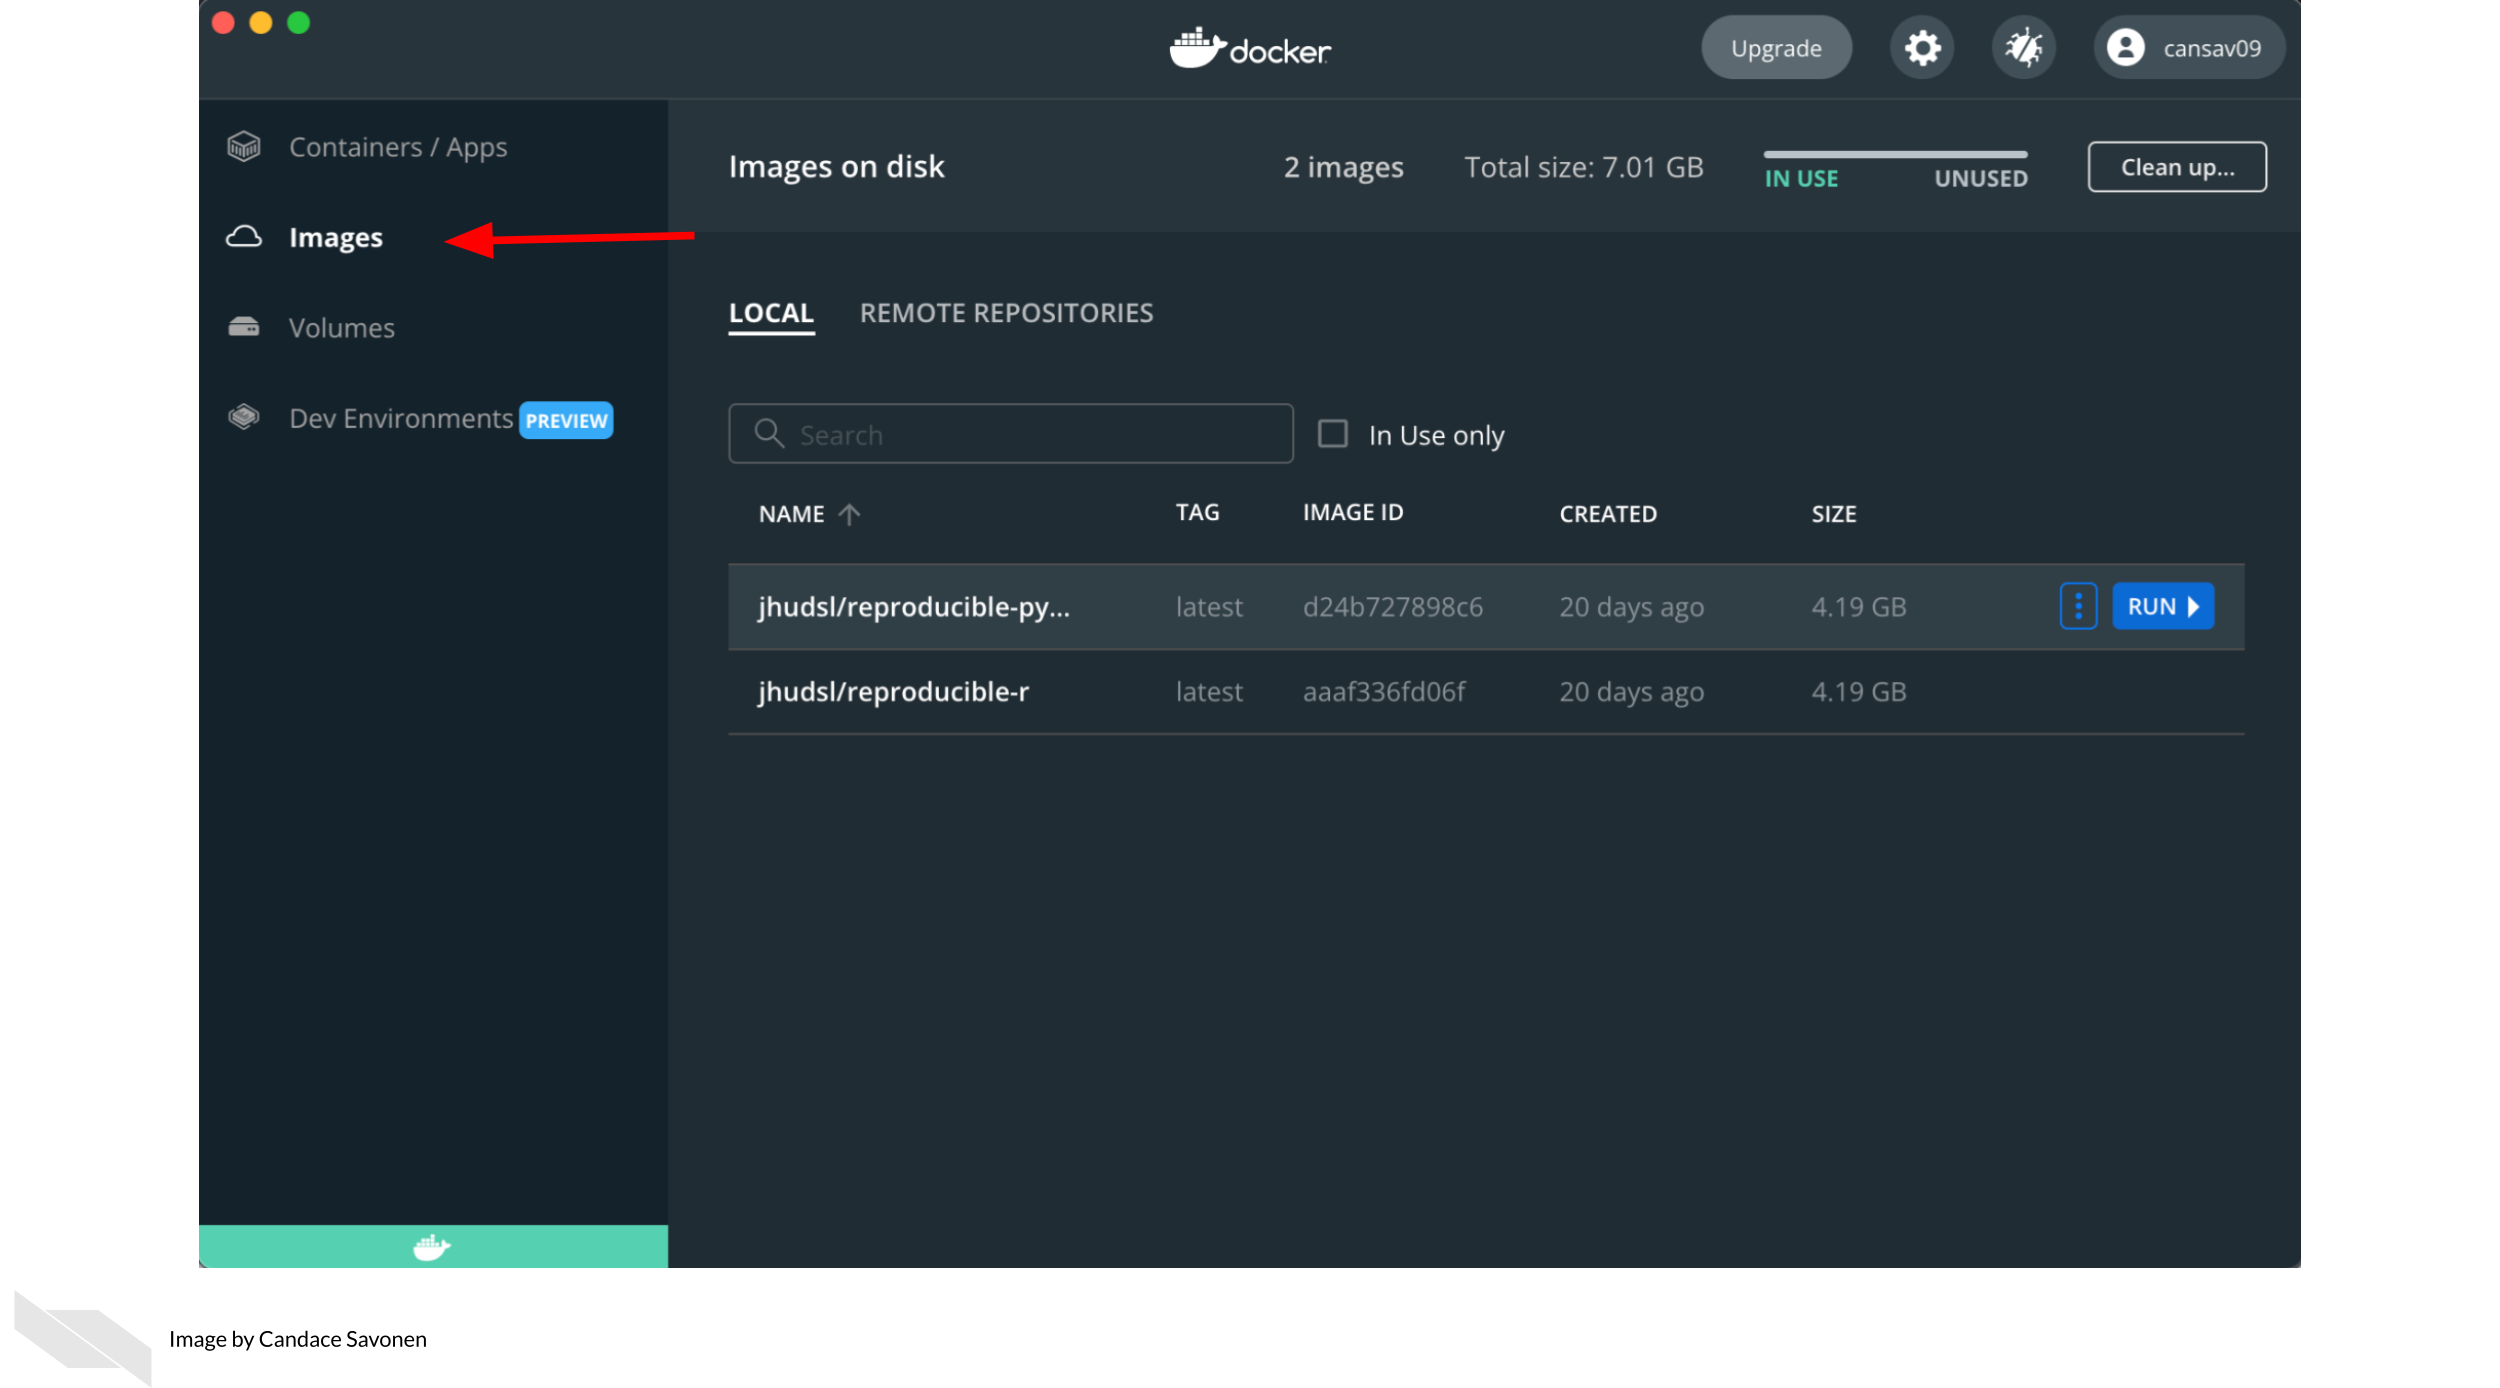 docker
Upgrade
cansav09
Containers / Apps
Images
Volumes
Dev Environments PREVIEW
Images on disk
2 images
Total size: 7.01 GB
IN USE
UNUSED
Clean up...
LOCAL
REMOTE REPOSITORIES
Search
In Use only
NAME TAG IMAGE ID CREATED SIZE
jhudsl/reproducible-py... latest d24b727898c6 20 days ago 4.19 GB RUN
jhudsl/reproducible-r latest aaaf336fd06f 20 days ago 4.19 GB
Image by Candace Savonen